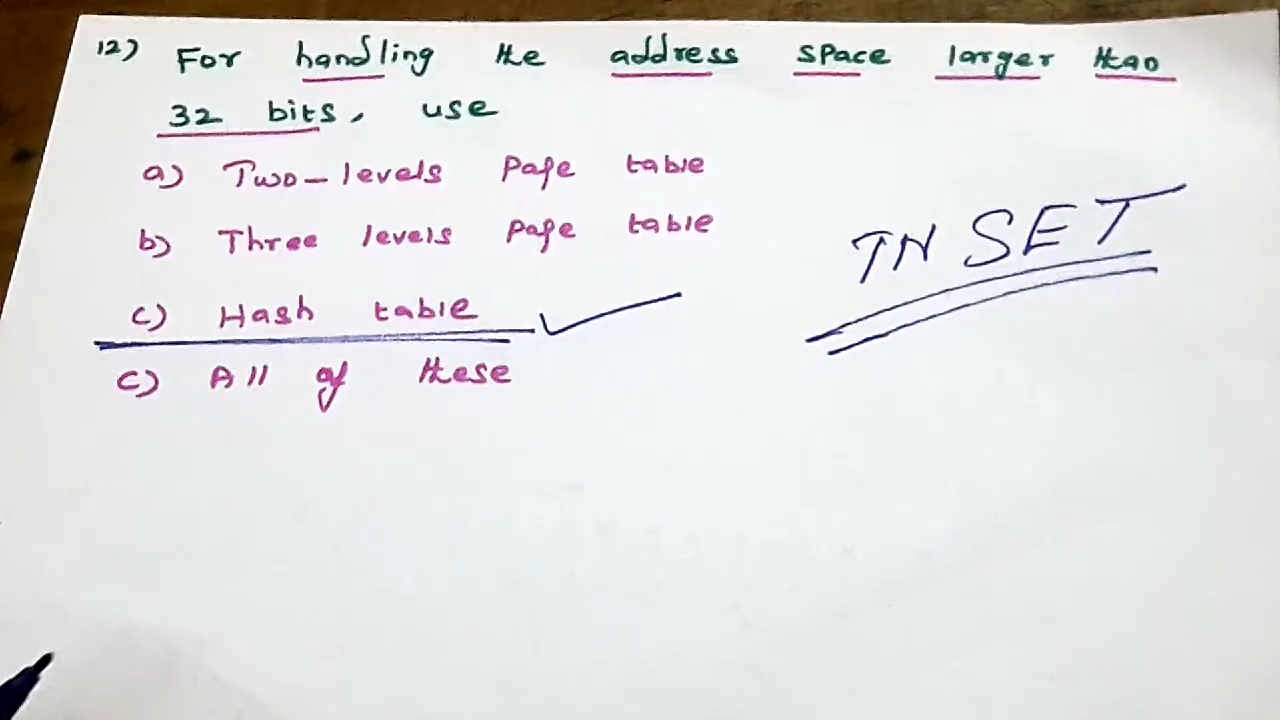 12) For handling the address space larger than
32 bits, use
a) Two-levels Page table
b) Three levels page table
c) Hash table
c) All of these
TN SET